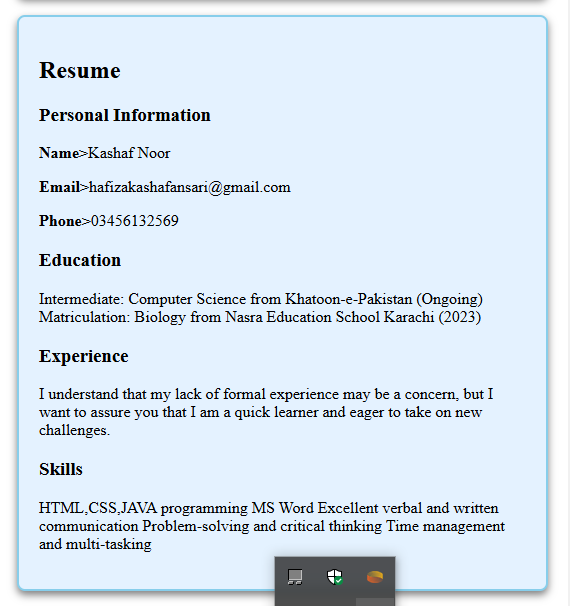 Resume
Personal Information
Name>Kashaf Noor
Email>hafizakashafansari@gmail.com
Phone>03456132569
Education
Intermediate: Computer Science from Khatoon-e-Pakistan (Ongoing)
Matriculation: Biology from Nasra Education School Karachi (2023)
Experience
I understand that my lack of formal experience may be a concern, but I
want to assure you that I am a quick learner and eager to take on new
challenges.
Skills
HTML,CSS,JAVA programming MS Word Excellent verbal and written
communication Problem-solving and critical thinking Time management
and multi-tasking